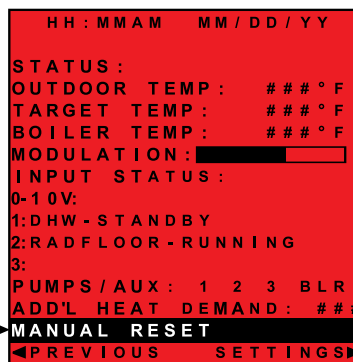 HH:MMAM MM/DD/YY
STATUS:
OUTDOOR TEMP: ###°F
TARGET TEMP: ###°F
BOILER TEMP: ###°F
MODULATION:
INPUT STATUS:
0-10V:
1:DHW-STANDBY
2:RADFLOOR-RUNNING
3:
PUMPS/AUX: 1 2 3 BLR
ADD'L HEAT DEMAND: ###
MANUAL RESET
◄PREVIOUS SETTINGS►